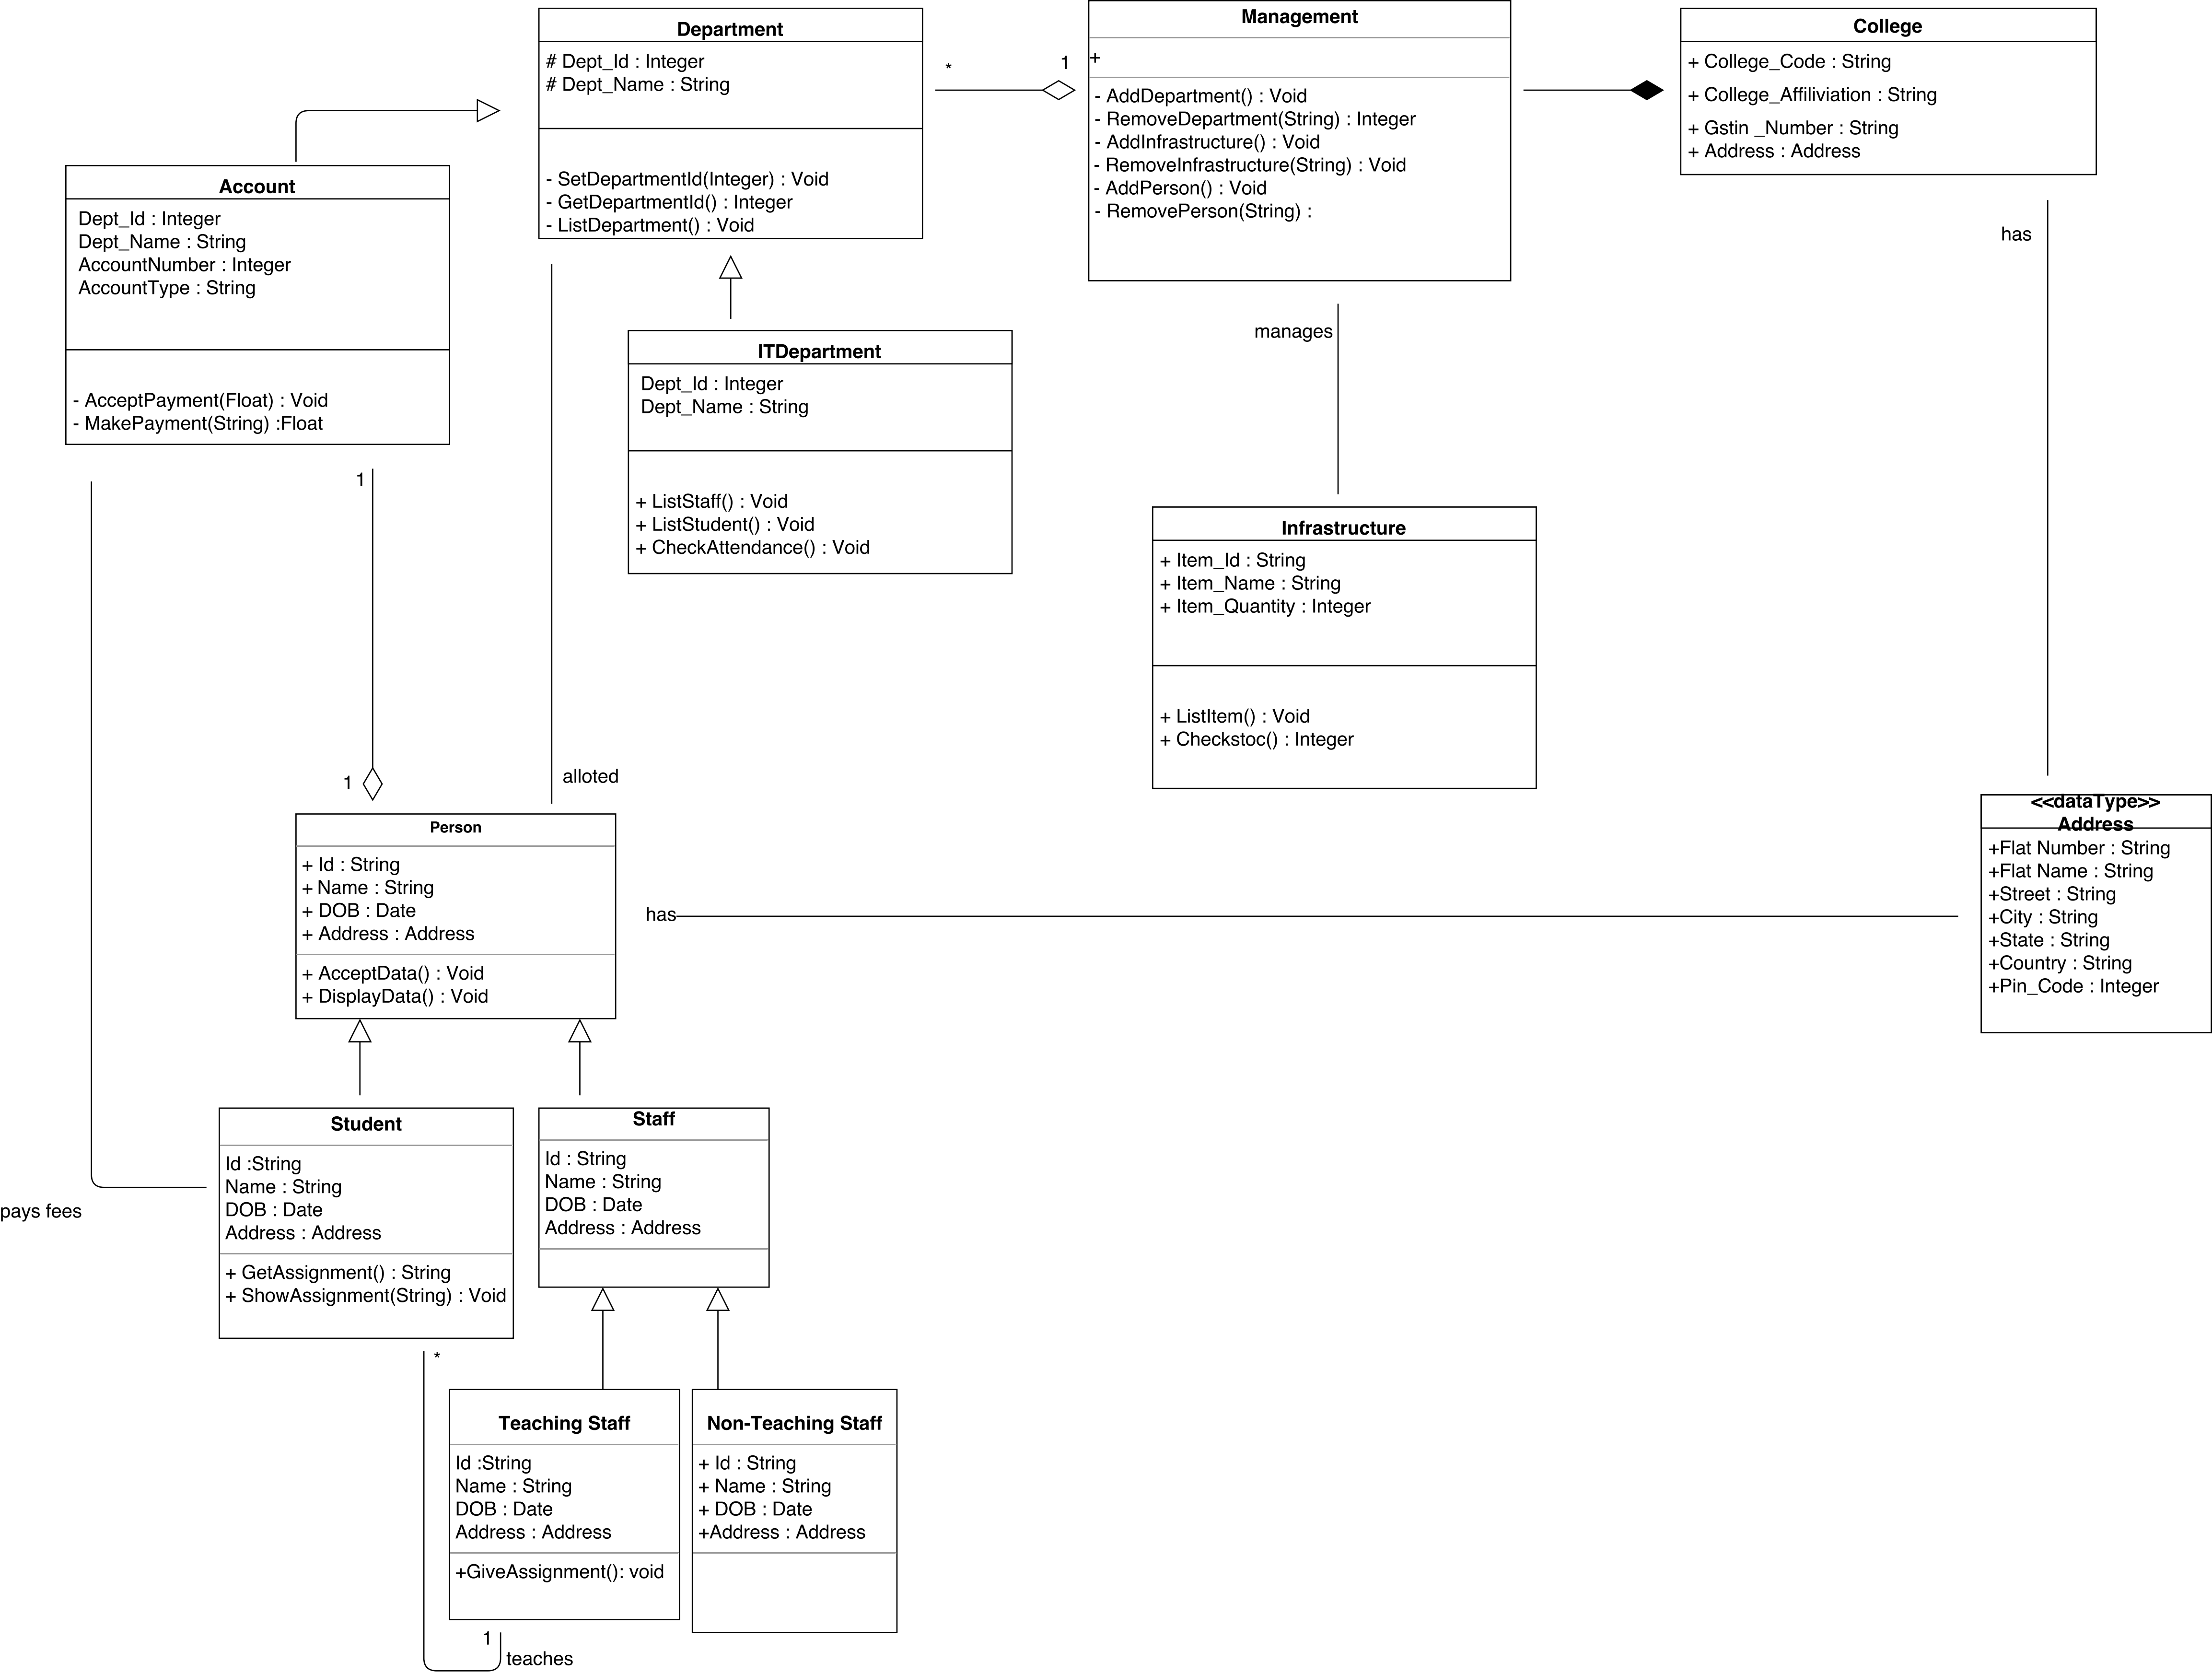 Department
# Dept_Id : Integer
# Dept_Name : String
- SetDepartmentId(Integer) : Void
- GetDepartmentId() : Integer
- ListDepartment() : Void
*
1
Management
+
- AddDepartment() : Void
- RemoveDepartment(String) : Integer
- AddInfrastructure() : Void
- RemoveInfrastructure(String) : Void
- AddPerson() : Void
- RemovePerson(String) :
College
+ College_Code : String
+ College_Affiliviation : String
+ Gstin _Number : String
+ Address : Address
has
Account
Dept_Id : Integer
Dept_Name : String
AccountNumber : Integer
AccountType : String
- AcceptPayment(Float) : Void
- MakePayment(String) :Float
1
ITDepartment
Dept_Id : Integer
Dept_Name : String
+ ListStaff() : Void
+ ListStudent() : Void
+ CheckAttendance() : Void
manages
Infrastructure
+ Item_Id : String
+ Item_Name : String
+ Item_Quantity : Integer
+ ListItem() : Void
+ Checkstoc() : Integer
1
alloted
Person
+ Id : String
+ Name : String
+ DOB : Date
+ Address : Address
+ AcceptData() : Void
+ DisplayData() : Void
has
<<dataType>>
Address
+Flat Number : String
+Flat Name : String
+Street : String
+City : String
+State : String
+Country : String
+Pin_Code : Integer
pays fees
Student
Id :String
Name : String
DOB : Date
Address : Address
+ GetAssignment() : String
+ ShowAssignment(String) : Void
Staff
Id : String
Name : String
DOB : Date
Address : Address
*
Teaching Staff
Id :String
Name : String
DOB : Date
Address : Address
+GiveAssignment(): void
Non-Teaching Staff
+ Id : String
+ Name : String
+ DOB : Date
+Address : Address
1
teaches